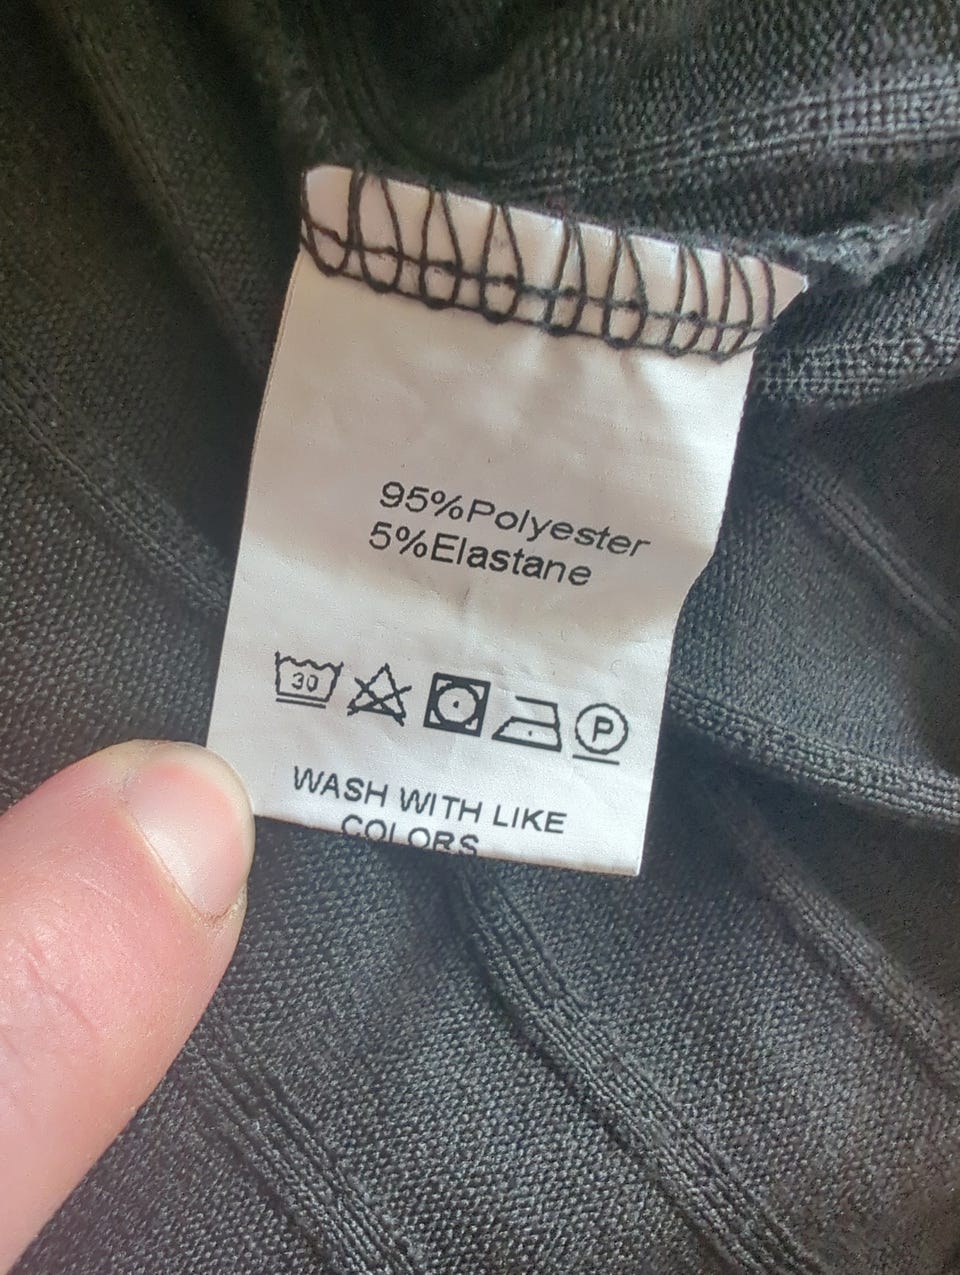 95%Polyester
5%Elastane
30 P
WASH WITH LIKE
COLORS